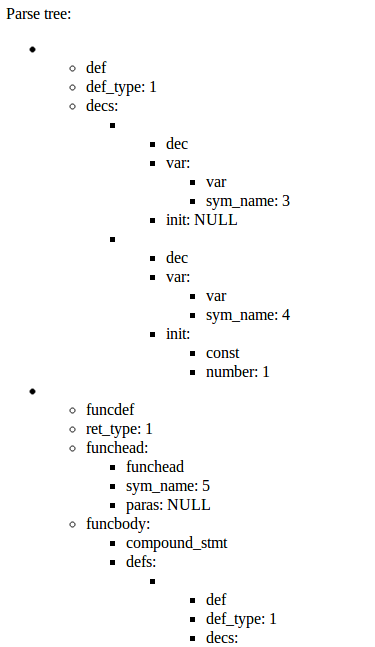 Parse tree:
def
def_type: 1
decs:
dec
var:
var
sym_name: 3
init: NULL
dec
var:
var
sym_name: 4
init:
const
number: 1
funcdef
ret_type: 1
funchead:
funchead
sym_name: 5
paras: NULL
funcbody:
compound_stmt
defs:
def
def_type: 1
decs: